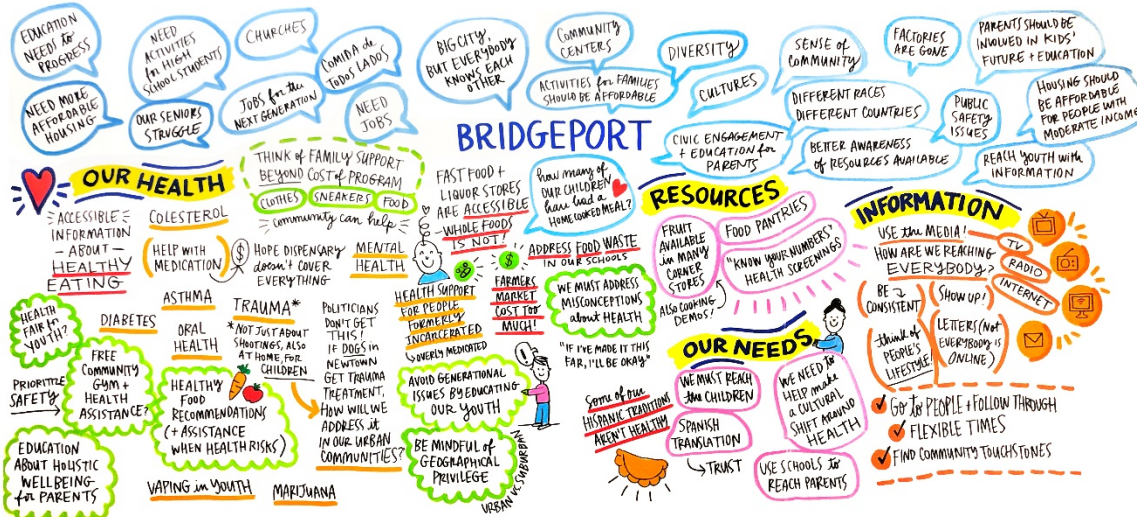 EDUCATION
NEEDS to
PROGRESS
NEED
ACTIVITIES
for HIGH
SCHOOL STUDENTS
CHURCHES
COMIDA de
TODOS LADOS
BIG CITY,
BUT EVERYBODY
KNOWS EACH
OTHER
COMMUNITY
CENTERS
DIVERSITY
SENSE of
COMMUNITY
FACTORIES
ARE GONE
PARENTS SHOULD BE
INVOLVED IN KIDS'
FUTURE + EDUCATION
NEED MORE
AFFORDABLE
HOUSING
OUR SENIORS
STRUGGLE
JOBS for the
NEXT GENERATION
NEED
JOBS
ACTIVITIES for FAMILIES
SHOULD BE AFFORDABLE
CULTURES
DIFFERENT RACES
DIFFERENT COUNTRIES
PUBLIC
SAFETY
ISSUES
HOUSING SHOULD
BE AFFORDABLE
FOR PEOPLE WITH
MODERATE INCOME
BRIDGEPORT
CIVIC ENGAGEMENT
+ EDUCATION for
PARENTS
BETTER AWARENESS
OF RESOURCES AVAILABLE
REACH YOUTH with
INFORMATION
OUR HEALTH
THINK of FAMILY SUPPORT
BEYOND COST of PROGRAM
CLOTHES
SNEAKERS
FOOD
community can help
ACCESSIBLE
INFORMATION
- ABOUT -
HEALTHY
EATING
COLESTEROL
HELP WITH
MEDICATION
$
HOPE DISPENSARY
doesn't COVER
EVERYTHING
MENTAL
HEALTH
FAST FOOD +
LIQUOR STORES
ARE ACCESSIBLE
- WHOLE FOODS
IS NOT!
how many of
OUR CHILDREN
have had a
HOME COOKED MEAL?
ADDRESS FOOD WASTE
IN OUR SCHOOLS
HEALTH
FAIR for
YOUTH?
DIABETES
ASTHMA
ORAL
HEALTH
TRAUMA*
*NOT JUST ABOUT
SHOOTINGS, ALSO
AT HOME, FOR
CHILDREN
POLITICIANS
DON'T GET
THIS!
IF DOGS in
NEWTOWN
GET TRAUMA
TREATMENT,
HOW WILL WE
ADDRESS it
IN OUR URBAN
COMMUNITIES?
HEALTH SUPPORT
FOR PEOPLE
FORMERLY
INCARCERATED
OVERLY MEDICATED
$
FARMERS
MARKET
COST TOO
MUCH!
WE MUST ADDRESS
MISCONCEPTIONS
about HEALTH
"IF I'VE MADE IT THIS
FAR, I'LL BE OKAY"
PRIORITIZE
SAFETY
FREE
COMMUNITY
GYM +
HEALTH
ASSISTANCE?
HEALTHY
FOOD
RECOMMENDATIONS
(+ ASSISTANCE
WHEN HEALTH RISKS)
AVOID GENERATIONAL
ISSUES BY EDUCATING
OUR YOUTH
!
BE MINDFUL of
GEOGRAPHICAL
PRIVILEGE
URBAN VS. SUBURBAN
EDUCATION
ABOUT HOLISTIC
WELLBEING
for PARENTS
VAPING in YOUTH
MARIJUANA
Some of our
HISPANIC TRADITIONS
AREN'T HEALTHY
RESOURCES
FRUIT
AVAILABLE
in MANY
CORNER
STORES
ALSO COOKING
DEMOS!
FOOD PANTRIES
"KNOW YOUR NUMBERS"
HEALTH SCREENINGS
OUR NEEDS
WE MUST REACH
the CHILDREN
SPANISH
TRANSLATION
TRUST
WE NEED to
HELP MAKE
a CULTURAL
SHIFT AROUND
HEALTH
USE SCHOOLS to
REACH PARENTS
INFORMATION
USE the MEDIA!
HOW ARE WE REACHING
EVERYBODY?
TV
RADIO
INTERNET
BE
CONSISTENT
think of
PEOPLE'S
LIFESTYLE!
SHOW UP!
LETTERS (Not
EVERYBODY is
ONLINE)
Go to PEOPLE + FOLLOW THROUGH
FLEXIBLE TIMES
FIND COMMUNITY TOUCHSTONES